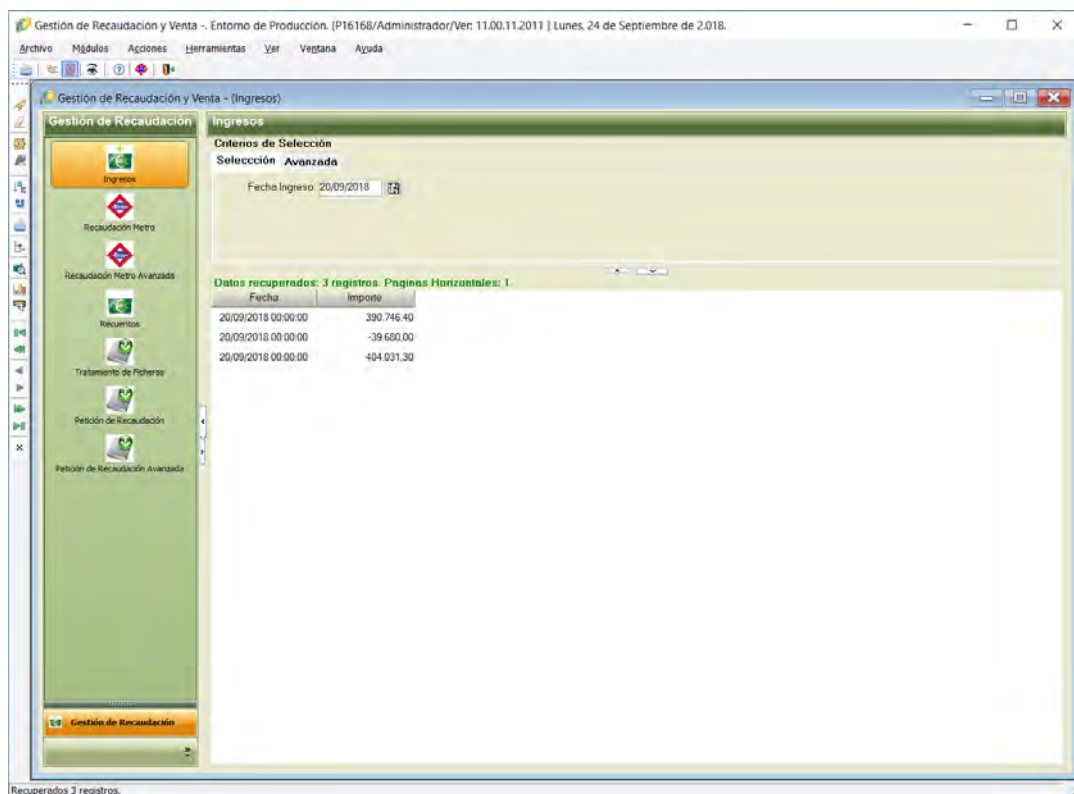 Gestión de Recaudación y Venta -. Entorno de Producción. [P16168/Administrador/Ver: 11.00.11.2011 ] Lunes, 24 de Septiembre de 2.018.
Archivo Módulos Acciones Herramientas Ver Ventana Ayuda
Gestión de Recaudación y Venta - (Ingresos)
Gestión de Recaudación
Ingresos
Recaudación Metro
Recaudación Metro Avanzada
Recuentos
Tratamiento de Ficheros
Petición de Recaudación
Petición de Recaudación Avanzada
Gestión de Recaudación
Ingresos
Criterios de Selección
Seleccción Avanzada
Fecha Ingreso: 20/09/2018
Datos recuperados: 3 registros. Paginas Horizontales: 1.
Fecha Importe
20/09/2018 00:00:00 390.746,40
20/09/2018 00:00:00 -39.680,00
20/09/2018 00:00:00 404.031,30
Recuperados 3 registros.